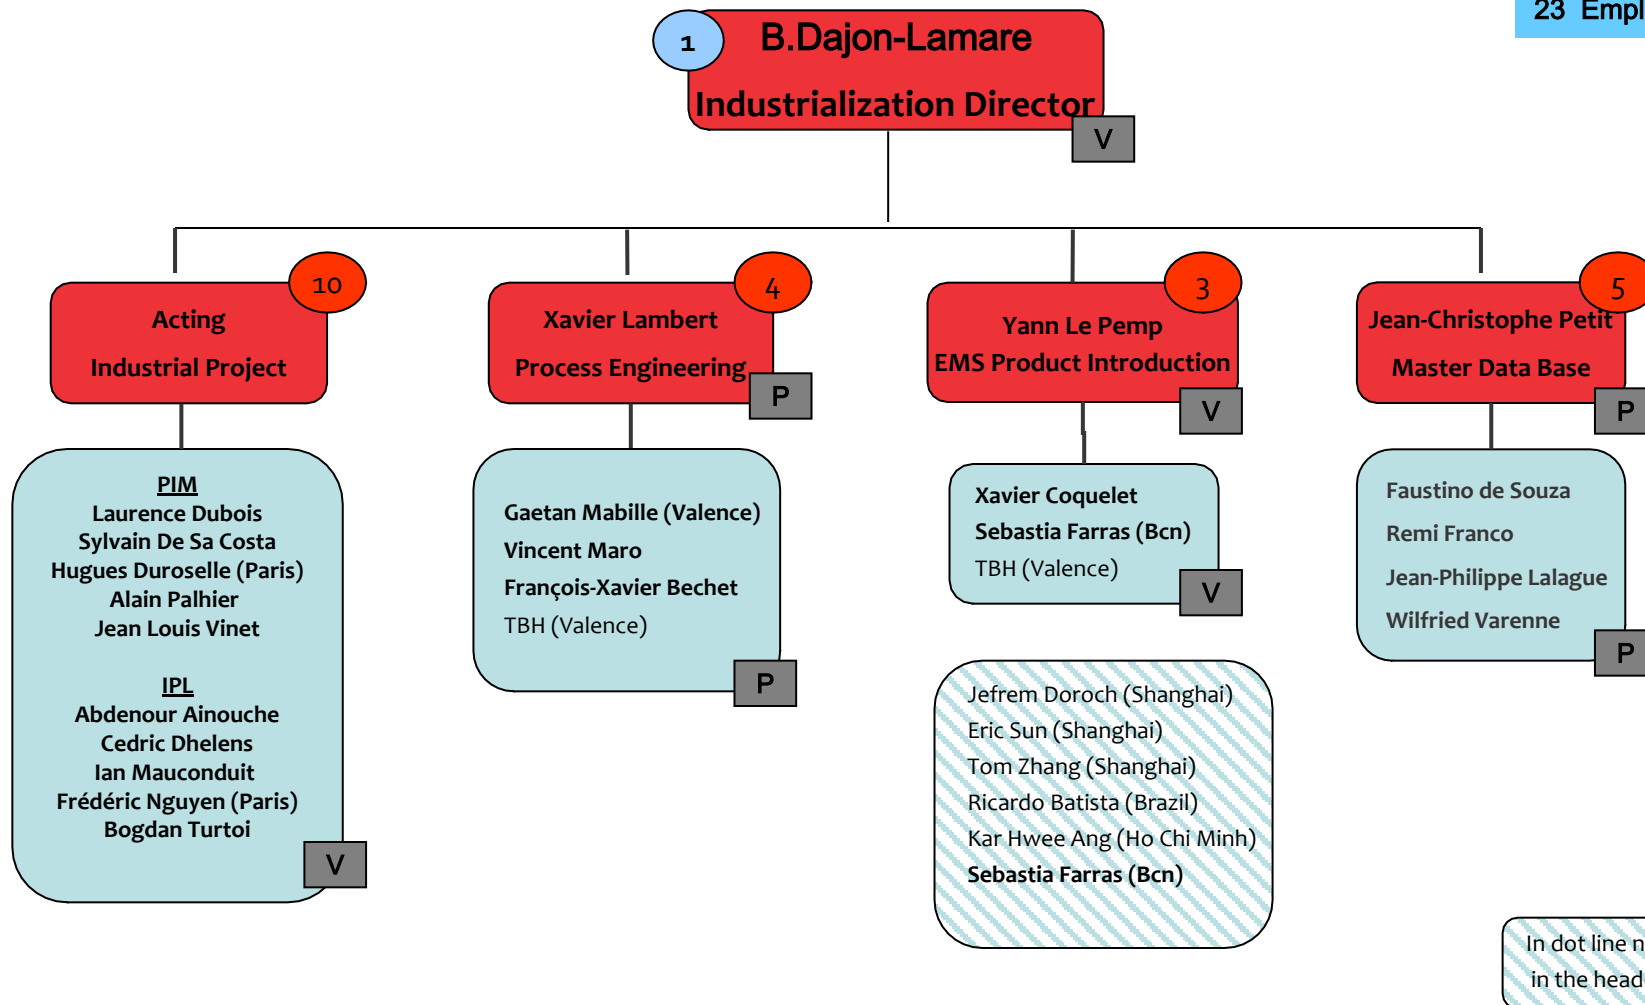 23 Empl
1
B.Dajon-Lamare
Industrialization Director
V
10
Acting
Industrial Project
4
Xavier Lambert
Process Engineering
P
3
Yann Le Pemp
EMS Product Introduction
V
5
Jean-Christophe Petit
Master Data Base
P
PIM
Laurence Dubois
Sylvain De Sa Costa
Hugues Duroselle (Paris)
Alain Palhier
Jean Louis Vinet
IPL
Abdenour Ainouche
Cedric Dhelens
Ian Mauconduit
Frédéric Nguyen (Paris)
Bogdan Turtoi
V
Gaetan Mabille (Valence)
Vincent Maro
François-Xavier Bechet
TBH (Valence)
P
Xavier Coquelet
Sebastia Farras (Bcn)
TBH (Valence)
V
Jefrem Doroch (Shanghai)
Eric Sun (Shanghai)
Tom Zhang (Shanghai)
Ricardo Batista (Brazil)
Kar Hwee Ang (Ho Chi Minh)
Sebastia Farras (Bcn)
Faustino de Souza
Remi Franco
Jean-Philippe Lalague
Wilfried Varenne
P
In dot line n
in the head